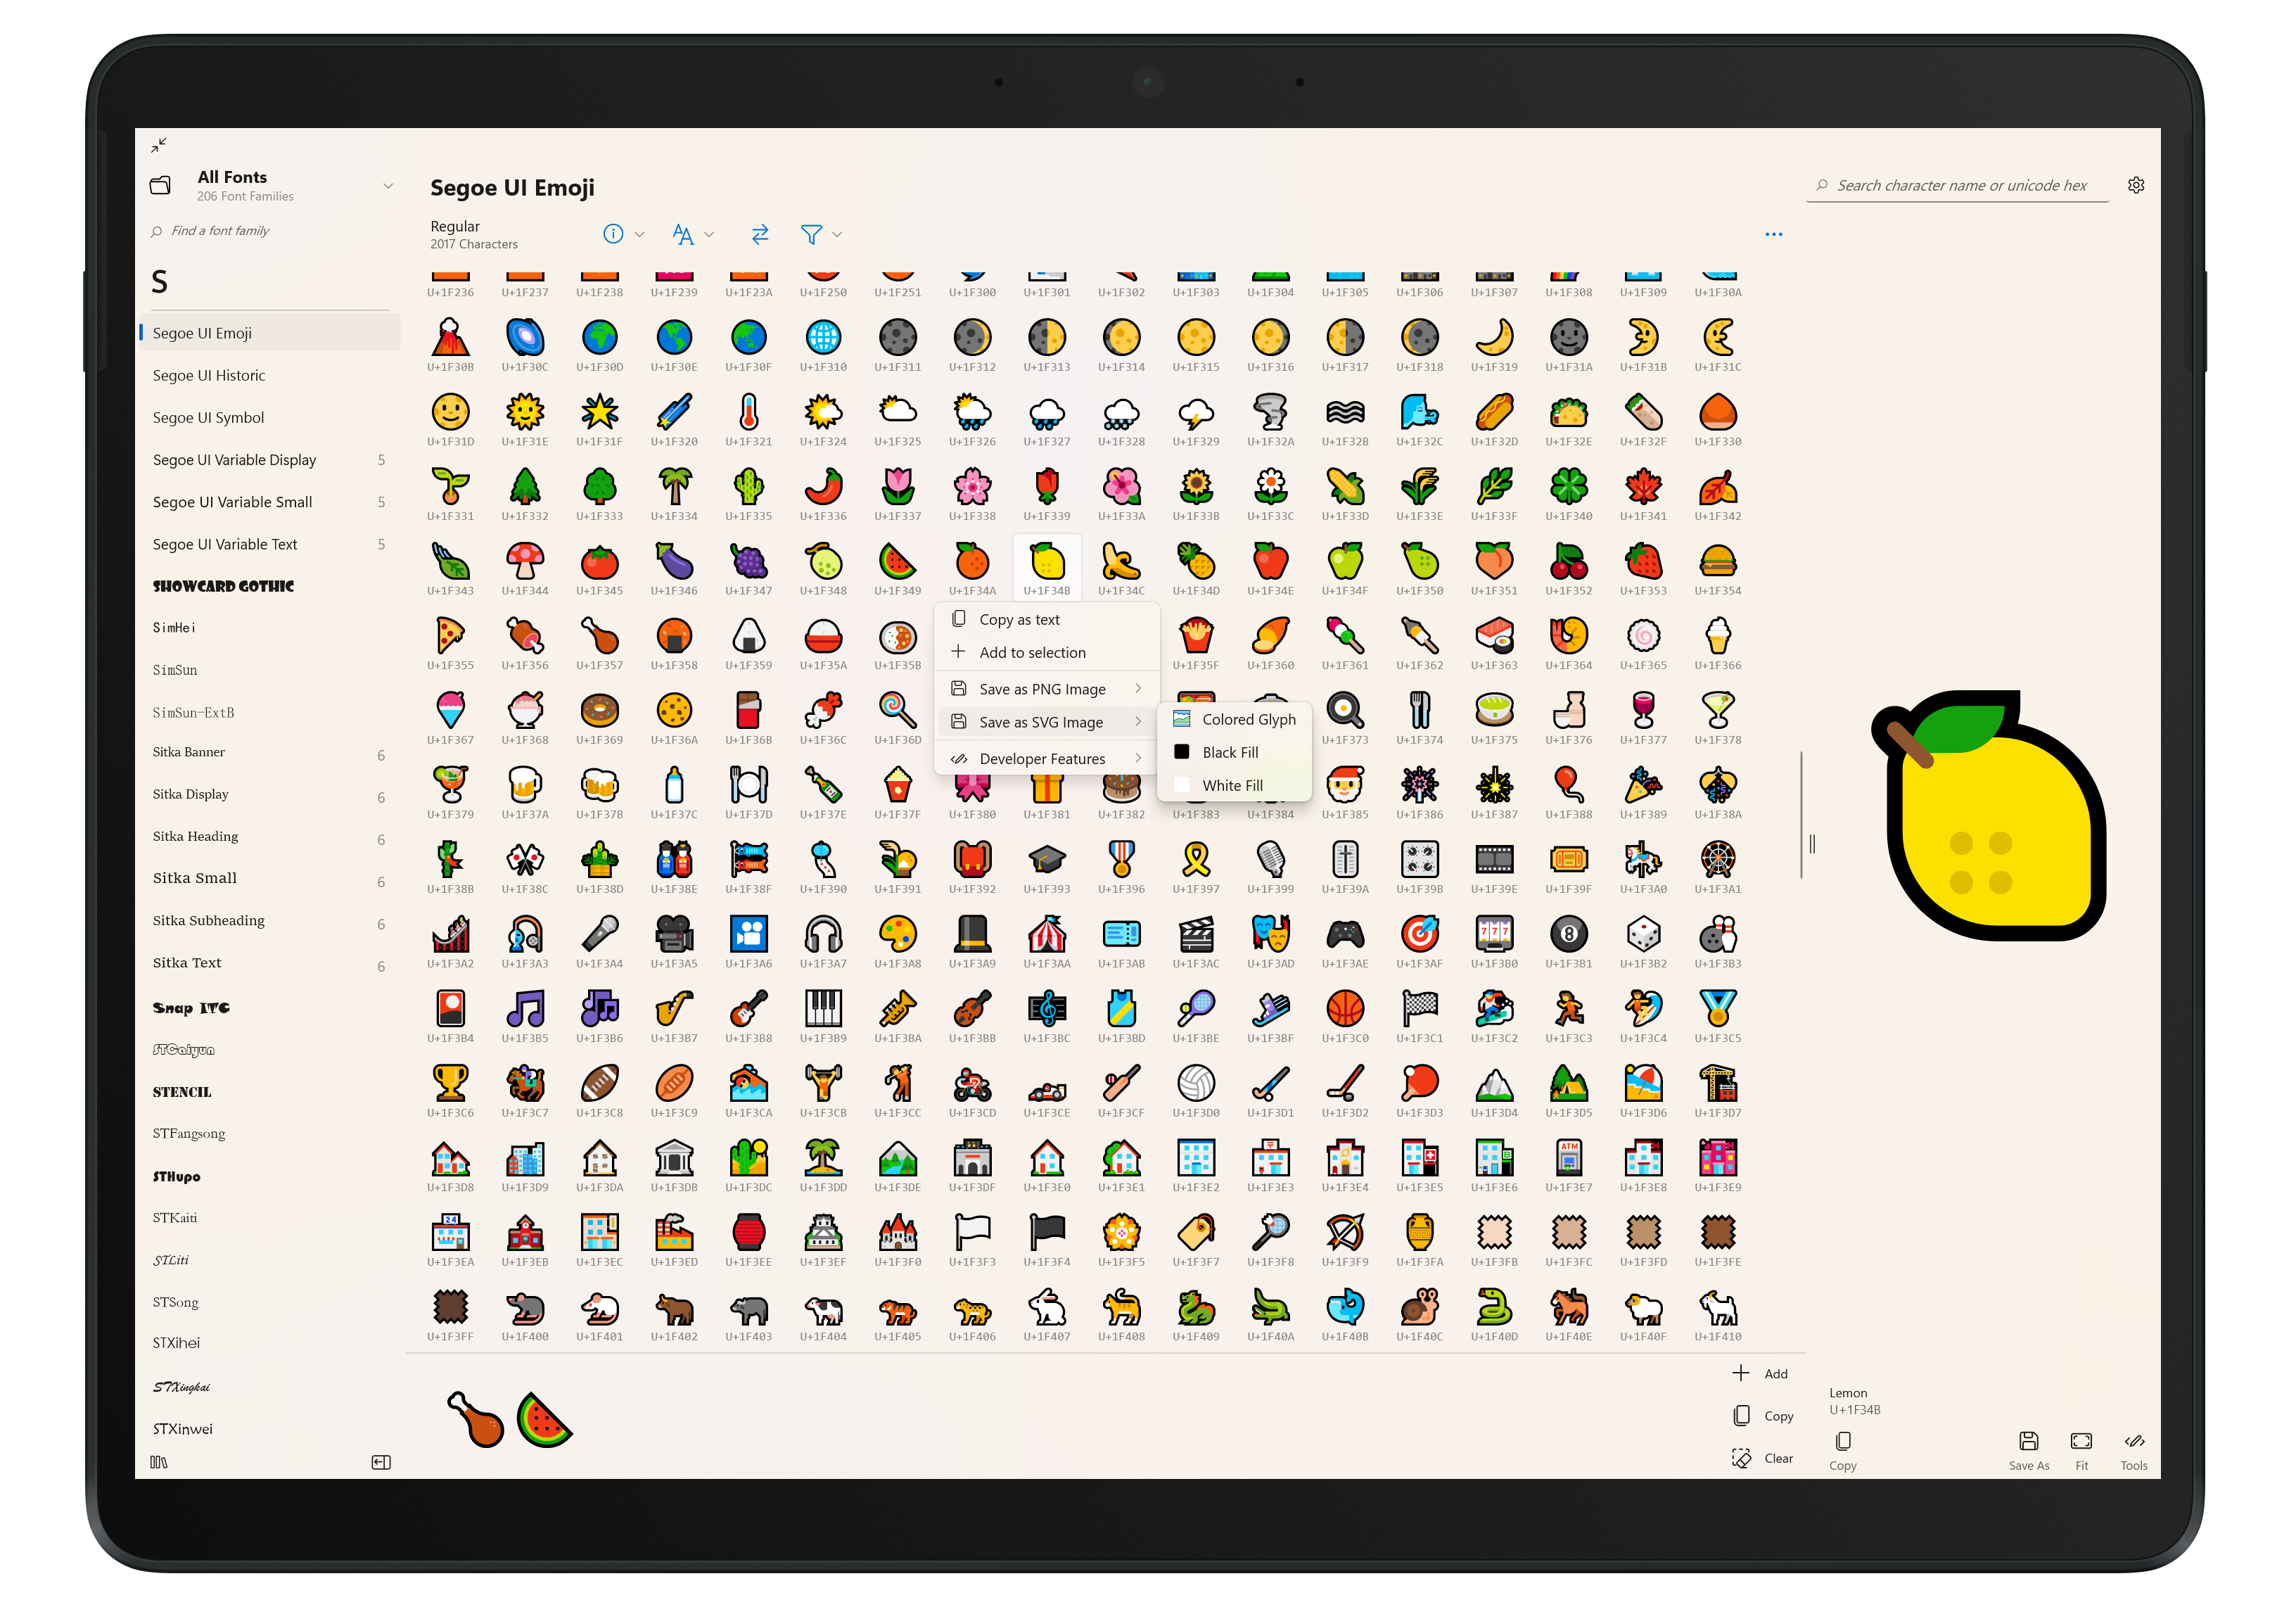 All Fonts
206 Font Families
Find a font family
S
Segoe UI Emoji
Segoe UI Historic
Segoe UI Symbol
Segoe UI Variable Display 5
Segoe UI Variable Small 5
Segoe UI Variable Text 5
SHOWCARD GOTHIC
SimHei
SimSun
SimSun-ExtB
Sitka Banner 6
Sitka Display 6
Sitka Heading 6
Sitka Small 6
Sitka Subheading 6
Sitka Text 6
Snap ITC
STCaiyun
STENCIL
STFangsong
STHupo
STKaiti
STLiti
STSong
STXihei
STXingkai
STXinwei
Segoe UI Emoji
Search character name or unicode hex
Regular
2017 Characters
U+1F236 U+1F237 U+1F238 U+1F239 U+1F23A U+1F250 U+1F251 U+1F300 U+1F301 U+1F302 U+1F303 U+1F304 U+1F305 U+1F306 U+1F307 U+1F308 U+1F309 U+1F30A
U+1F30B U+1F30C U+1F30D U+1F30E U+1F30F U+1F310 U+1F311 U+1F312 U+1F313 U+1F314 U+1F315 U+1F316 U+1F317 U+1F318 U+1F319 U+1F31A U+1F31B U+1F31C
U+1F31D U+1F31E U+1F31F U+1F320 U+1F321 U+1F324 U+1F325 U+1F326 U+1F327 U+1F328 U+1F329 U+1F32A U+1F32B U+1F32C U+1F32D U+1F32E U+1F32F U+1F330
U+1F331 U+1F332 U+1F333 U+1F334 U+1F335 U+1F336 U+1F337 U+1F338 U+1F339 U+1F33A U+1F33B U+1F33C U+1F33D U+1F33E U+1F33F U+1F340 U+1F341 U+1F342
U+1F343 U+1F344 U+1F345 U+1F346 U+1F347 U+1F348 U+1F349 U+1F34A U+1F34B U+1F34C U+1F34D U+1F34E U+1F34F U+1F350 U+1F351 U+1F352 U+1F353 U+1F354
U+1F355 U+1F356 U+1F357 U+1F358 U+1F359 U+1F35A U+1F35B U+1F35F U+1F360 U+1F361 U+1F362 U+1F363 U+1F364 U+1F365 U+1F366
U+1F367 U+1F368 U+1F369 U+1F36A U+1F36B U+1F36C U+1F36D U+1F373 U+1F374 U+1F375 U+1F376 U+1F377 U+1F378
U+1F379 U+1F37A U+1F37B U+1F37C U+1F37D U+1F37E U+1F37F U+1F380 U+1F381 U+1F382 U+1F383 U+1F384 U+1F385 U+1F386 U+1F387 U+1F388 U+1F389 U+1F38A
U+1F38B U+1F38C U+1F38D U+1F38E U+1F38F U+1F390 U+1F391 U+1F392 U+1F393 U+1F396 U+1F397 U+1F399 U+1F39A U+1F39B U+1F39E U+1F39F U+1F3A0 U+1F3A1
U+1F3A2 U+1F3A3 U+1F3A4 U+1F3A5 U+1F3A6 U+1F3A7 U+1F3A8 U+1F3A9 U+1F3AA U+1F3AB U+1F3AC U+1F3AD U+1F3AE U+1F3AF U+1F3B0 U+1F3B1 U+1F3B2 U+1F3B3
U+1F3B4 U+1F3B5 U+1F3B6 U+1F3B7 U+1F3B8 U+1F3B9 U+1F3BA U+1F3BB U+1F3BC U+1F3BD U+1F3BE U+1F3BF U+1F3C0 U+1F3C1 U+1F3C2 U+1F3C3 U+1F3C4 U+1F3C5
U+1F3C6 U+1F3C7 U+1F3C8 U+1F3C9 U+1F3CA U+1F3CB U+1F3CC U+1F3CD U+1F3CE U+1F3CF U+1F3D0 U+1F3D1 U+1F3D2 U+1F3D3 U+1F3D4 U+1F3D5 U+1F3D6 U+1F3D7
ATM
U+1F3D8 U+1F3D9 U+1F3DA U+1F3DB U+1F3DC U+1F3DD U+1F3DE U+1F3DF U+1F3E0 U+1F3E1 U+1F3E2 U+1F3E3 U+1F3E4 U+1F3E5 U+1F3E6 U+1F3E7 U+1F3E8 U+1F3E9
24
U+1F3EA U+1F3EB U+1F3EC U+1F3ED U+1F3EE U+1F3EF U+1F3F0 U+1F3F3 U+1F3F4 U+1F3F5 U+1F3F7 U+1F3F8 U+1F3F9 U+1F3FA U+1F3FB U+1F3FC U+1F3FD U+1F3FE
U+1F3FF U+1F400 U+1F401 U+1F402 U+1F403 U+1F404 U+1F405 U+1F406 U+1F407 U+1F408 U+1F409 U+1F40A U+1F40B U+1F40C U+1F40D U+1F40E U+1F40F U+1F410
Copy as text
Add to selection
Save as PNG Image
Save as SVG Image
Developer Features
Colored Glyph
Black Fill
White Fill
Add
Copy
Clear
Lemon
U+1F34B
Copy
Save As
Fit
Tools